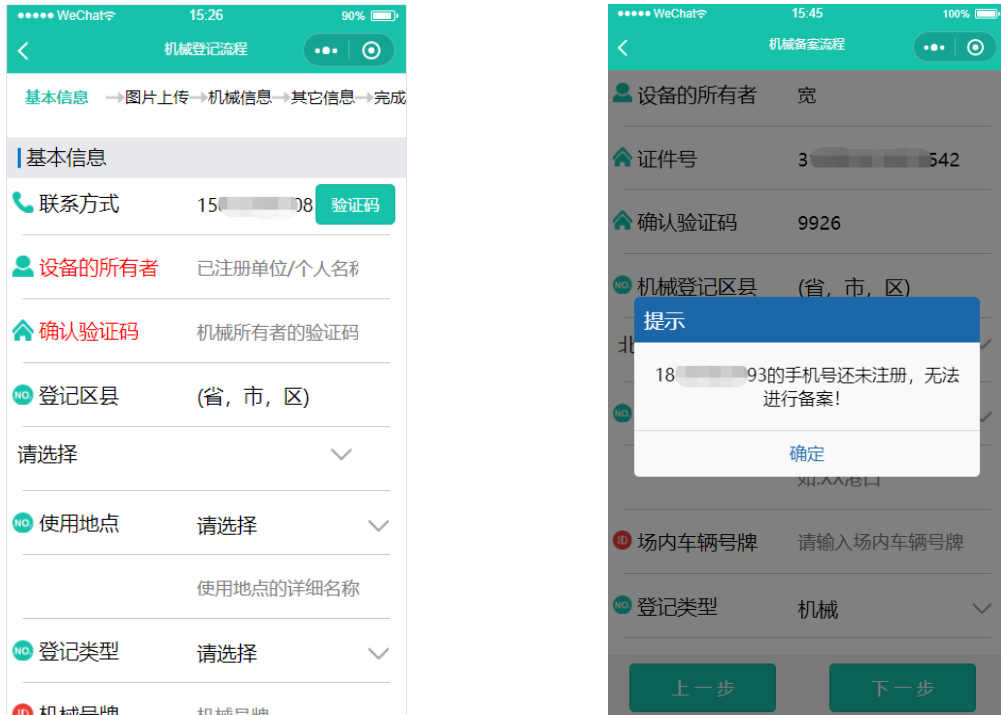 WeChat 15:26 90%
机械登记流程
基本信息 →图片上传→机械信息→其它信息→完成
基本信息
联系方式 15 08 验证码
设备的所有者 已注册单位/个人名称
确认验证码 机械所有者的验证码
NO. 登记区县 (省，市，区)
请选择
NO. 使用地点 请选择
使用地点的详细名称
NO. 登记类型 请选择
ID 机械号牌 机械号牌
WeChat 15:45 100%
机械备案流程
设备的所有者 宽
证件号 3 542
确认验证码 9926
NO. 机械登记区县 (省，市，区)
提示
北
18 93的手机号还未注册，无法
进行备案！
NO.
确定
如:XX港口
ID 场内车辆号牌 请输入场内车辆号牌
NO. 登记类型 机械
上一步 下一步